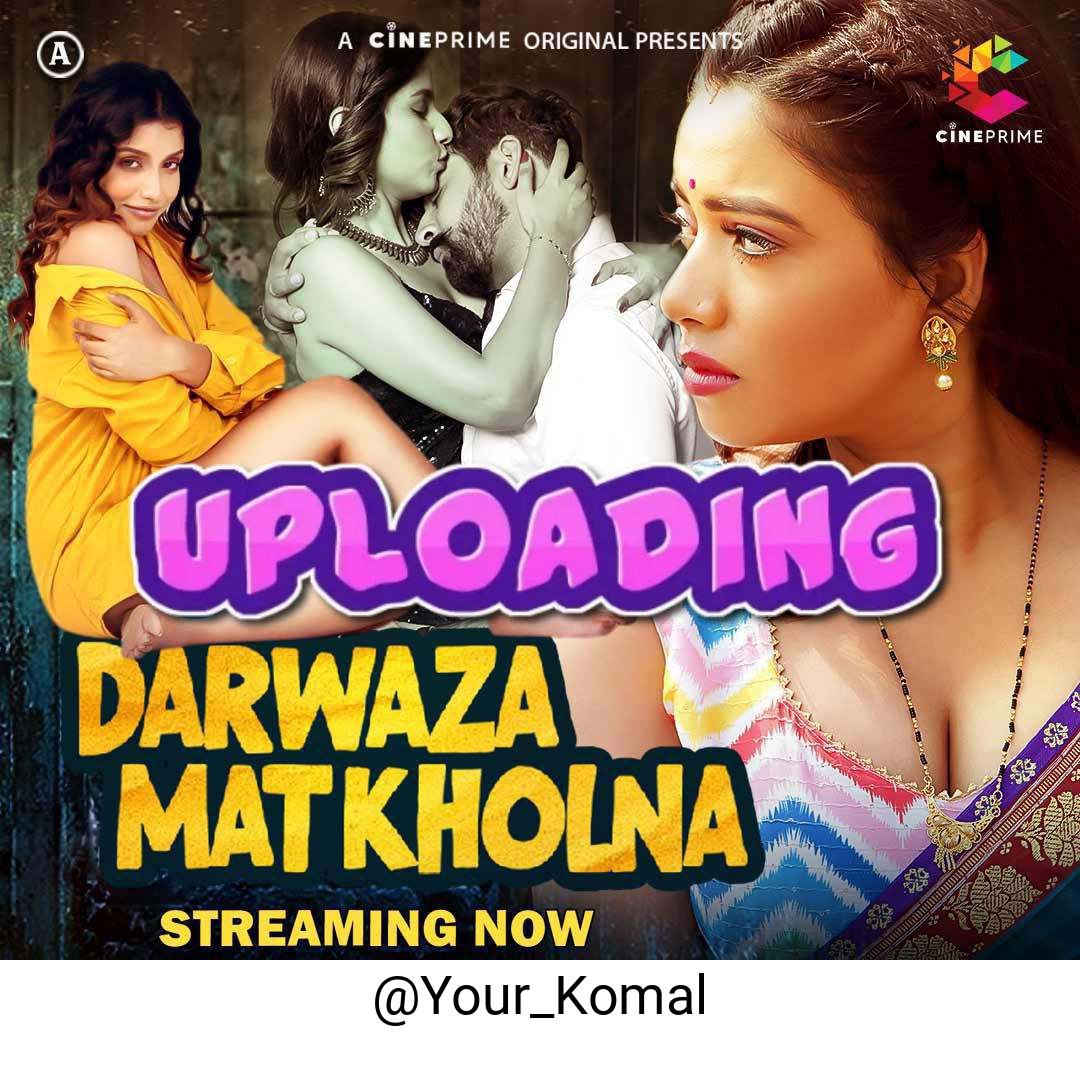 A
A CINEPRIME ORIGINAL PRESENTS
CINEPRIME
UPLOADING
DARWAZA
MAT KHOLNA
STREAMING NOW
@Your_Komal